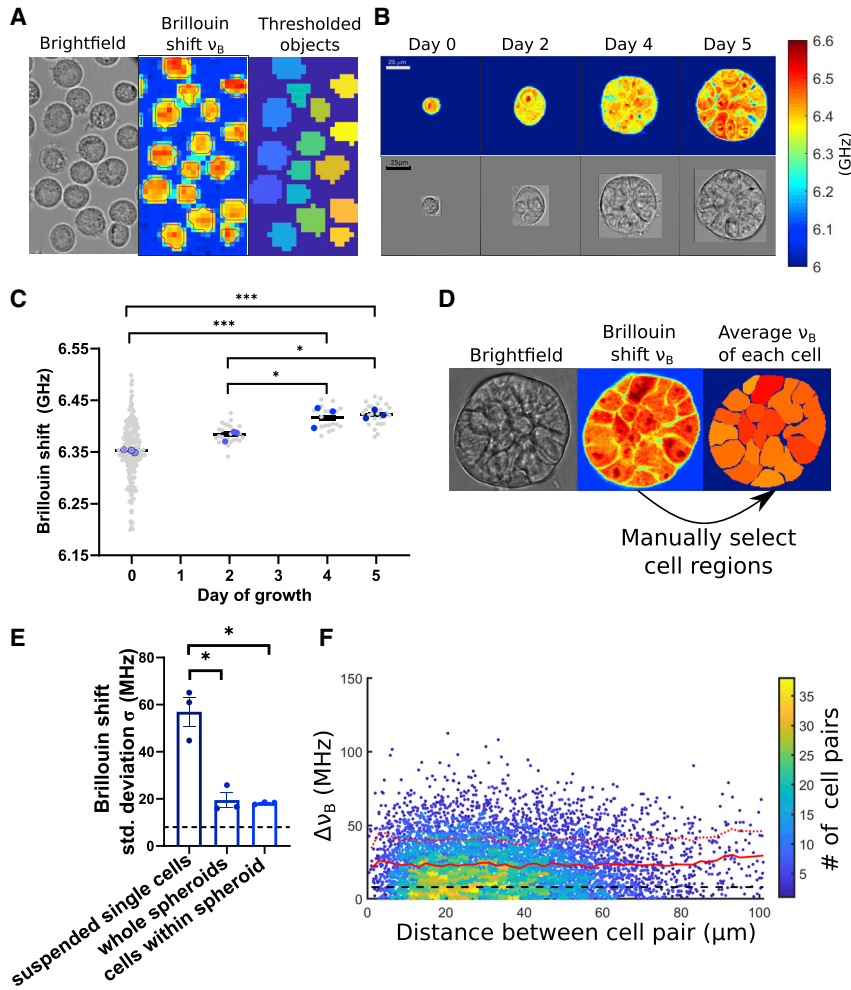 A
Brightfield
Brillouin
shift νB
Thresholded
objects
B
Day 0
Day 2
Day 4
Day 5
25 µm
25µm
6.6
6.5
6.4
6.3
6.2
6.1
6
(GHz)
C
***
***
*
*
Brillouin shift (GHz)
6.55
6.45
6.35
6.25
6.15
0
1
2
3
4
5
Day of growth
D
Brightfield
Brillouin
shift νB
Average νB
of each cell
Manually select
cell regions
E
*
*
Brillouin shift
std. deviation σ (MHz)
80
60
40
20
0
suspended single cells
whole spheroids
cells within spheroid
F
ΔνB (MHz)
150
100
50
0
0
20
40
60
80
100
Distance between cell pair (µm)
35
30
25
20
15
10
5
# of cell pairs